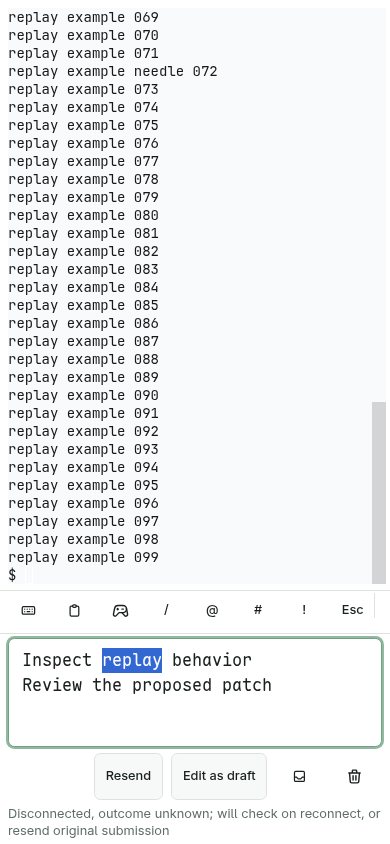 replay example 069
replay example 070
replay example 071
replay example needle 072
replay example 073
replay example 074
replay example 075
replay example 076
replay example 077
replay example 078
replay example 079
replay example 080
replay example 081
replay example 082
replay example 083
replay example 084
replay example 085
replay example 086
replay example 087
replay example 088
replay example 089
replay example 090
replay example 091
replay example 092
replay example 093
replay example 094
replay example 095
replay example 096
replay example 097
replay example 098
replay example 099
$
/ @ # ! Esc
Inspect replay behavior
Review the proposed patch
Resend Edit as draft
Disconnected, outcome unknown; will check on reconnect, or
resend original submission